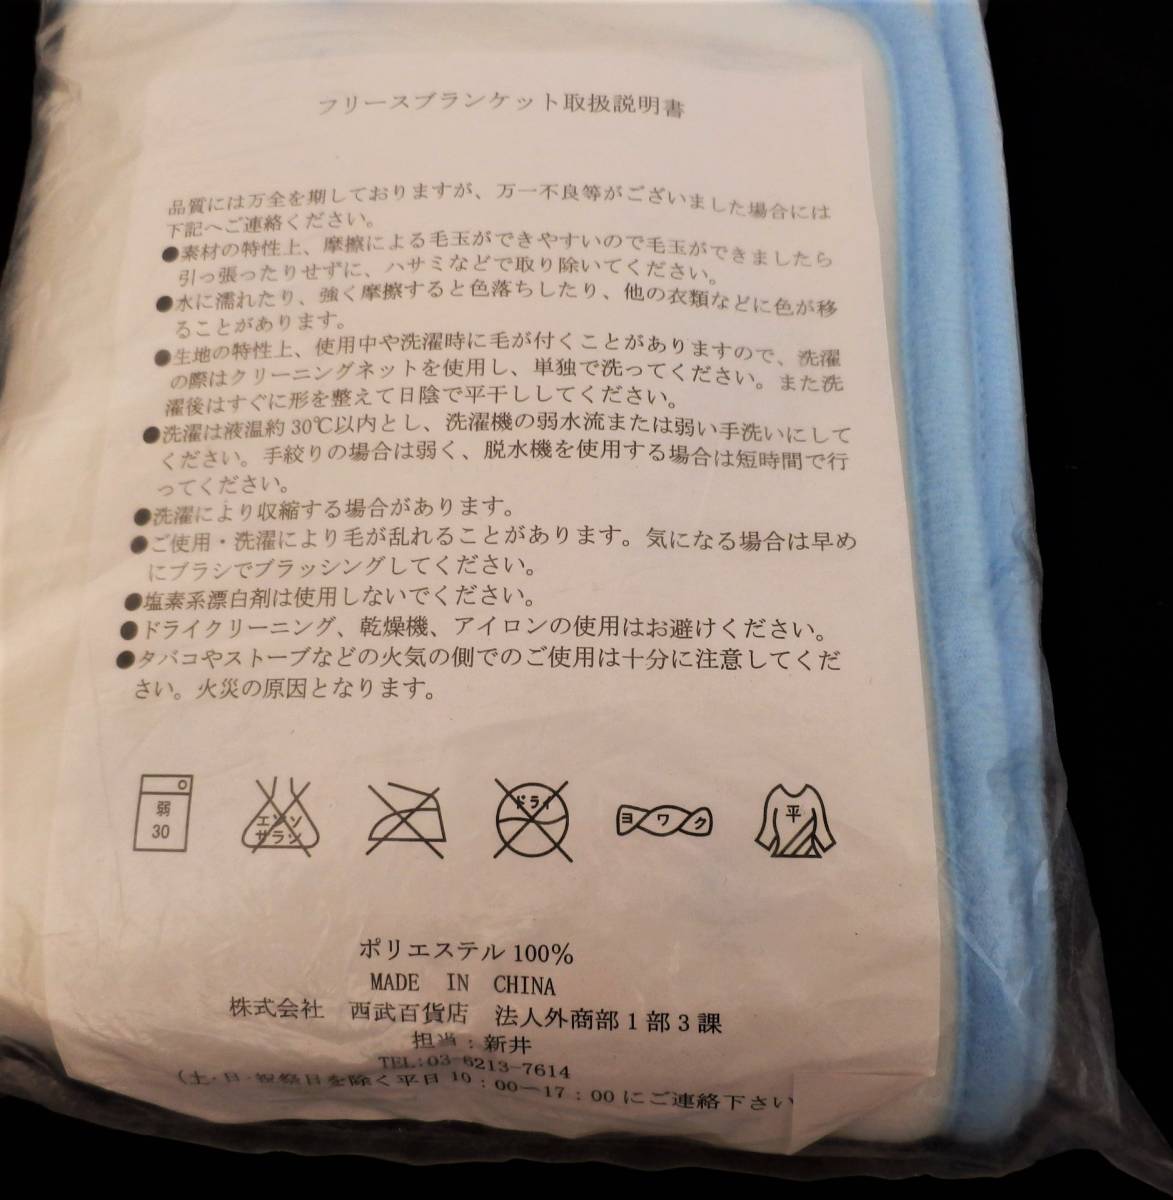 フリースブランケット取扱説明書
品質には万全を期しておりますが、万一不良等がございました場合には
下記へご連絡ください。
●素材の特性上、摩擦による毛玉ができやすいので毛玉ができましたら
引っ張ったりせずに、ハサミなどで取り除いてください。
●水に濡れたり、強く摩擦すると色落ちしたり、他の衣類などに色が移
ることがあります。
●生地の特性上、使用中や洗濯時に毛が付くことがありますので、洗濯
の際はクリーニングネットを使用し、単独で洗ってください。また洗
濯後はすぐに形を整えて日陰で平干ししてください。
●洗濯は液温約30℃以内とし、洗濯機の弱水流または弱い手洗いにして
ください。手絞りの場合は弱く、脱水機を使用する場合は短時間で行
ってください。
●洗濯により収縮する場合があります。
●ご使用・洗濯により毛が乱れることがあります。気になる場合は早め
にブラシでブラッシングしてください。
●塩素系漂白剤は使用しないでください。
●ドライクリーニング、乾燥機、アイロンの使用はお避けください。
●タバコやストーブなどの火気の側でのご使用は十分に注意してくだ
さい。火災の原因となります。
弱
30
エンソ
サラシ
ドライ
ヨワク
平
ポリエステル100%
MADE IN CHINA
株式会社 西武百貨店 法人外商部1部3課
担当：新井
TEL:03-6213-7614
(土・日・祝祭日を除く平日10：00―17：00にご連絡下さい